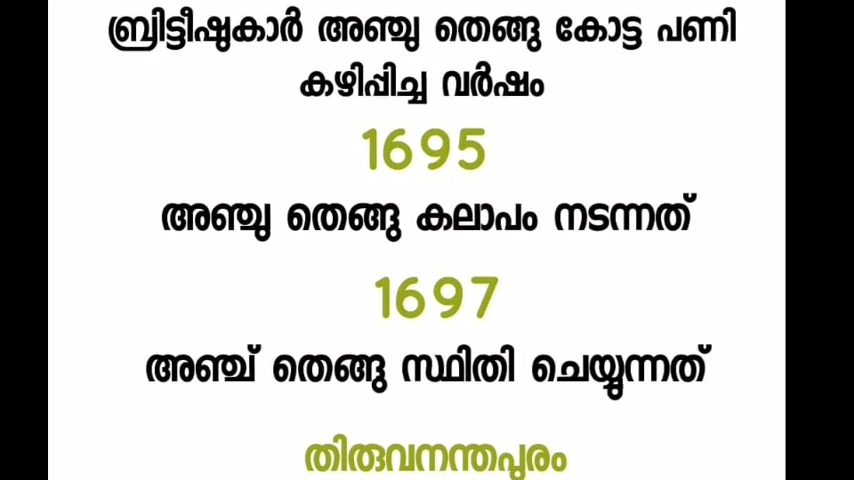 ബ്രിട്ടീഷുകാർ അഞ്ചു തെങ്ങു കോട്ട പണി
കഴിപ്പിച്ച വർഷം
1695
അഞ്ചു തെങ്ങു കലാപം നടന്നത്
1697
അഞ്ച് തെങ്ങു സ്ഥിതി ചെയ്യുന്നത്
തിരുവനന്തപുരം